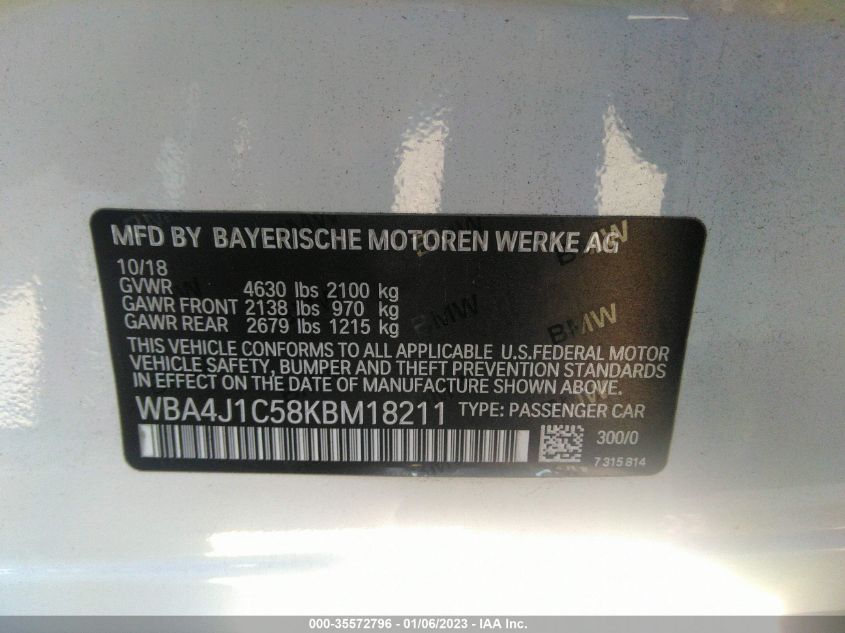 MFD BY BAYERISCHE MOTOREN WERKE AG
10/18
GVWR 4630 lbs 2100 kg
GAWR FRONT 2138 lbs 970 kg
GAWR REAR 2679 lbs 1215 kg
THIS VEHICLE CONFORMS TO ALL APPLICABLE U.S.FEDERAL MOTOR
VEHICLE SAFETY, BUMPER AND THEFT PREVENTION STANDARDS
IN EFFECT ON THE DATE OF MANUFACTURE SHOWN ABOVE.
WBA4J1C58KBM18211 TYPE: PASSENGER CAR
300/0
7 315 814
BMW
BMW
BMW
000-35572796 - 01/06/2023 - IAA Inc.